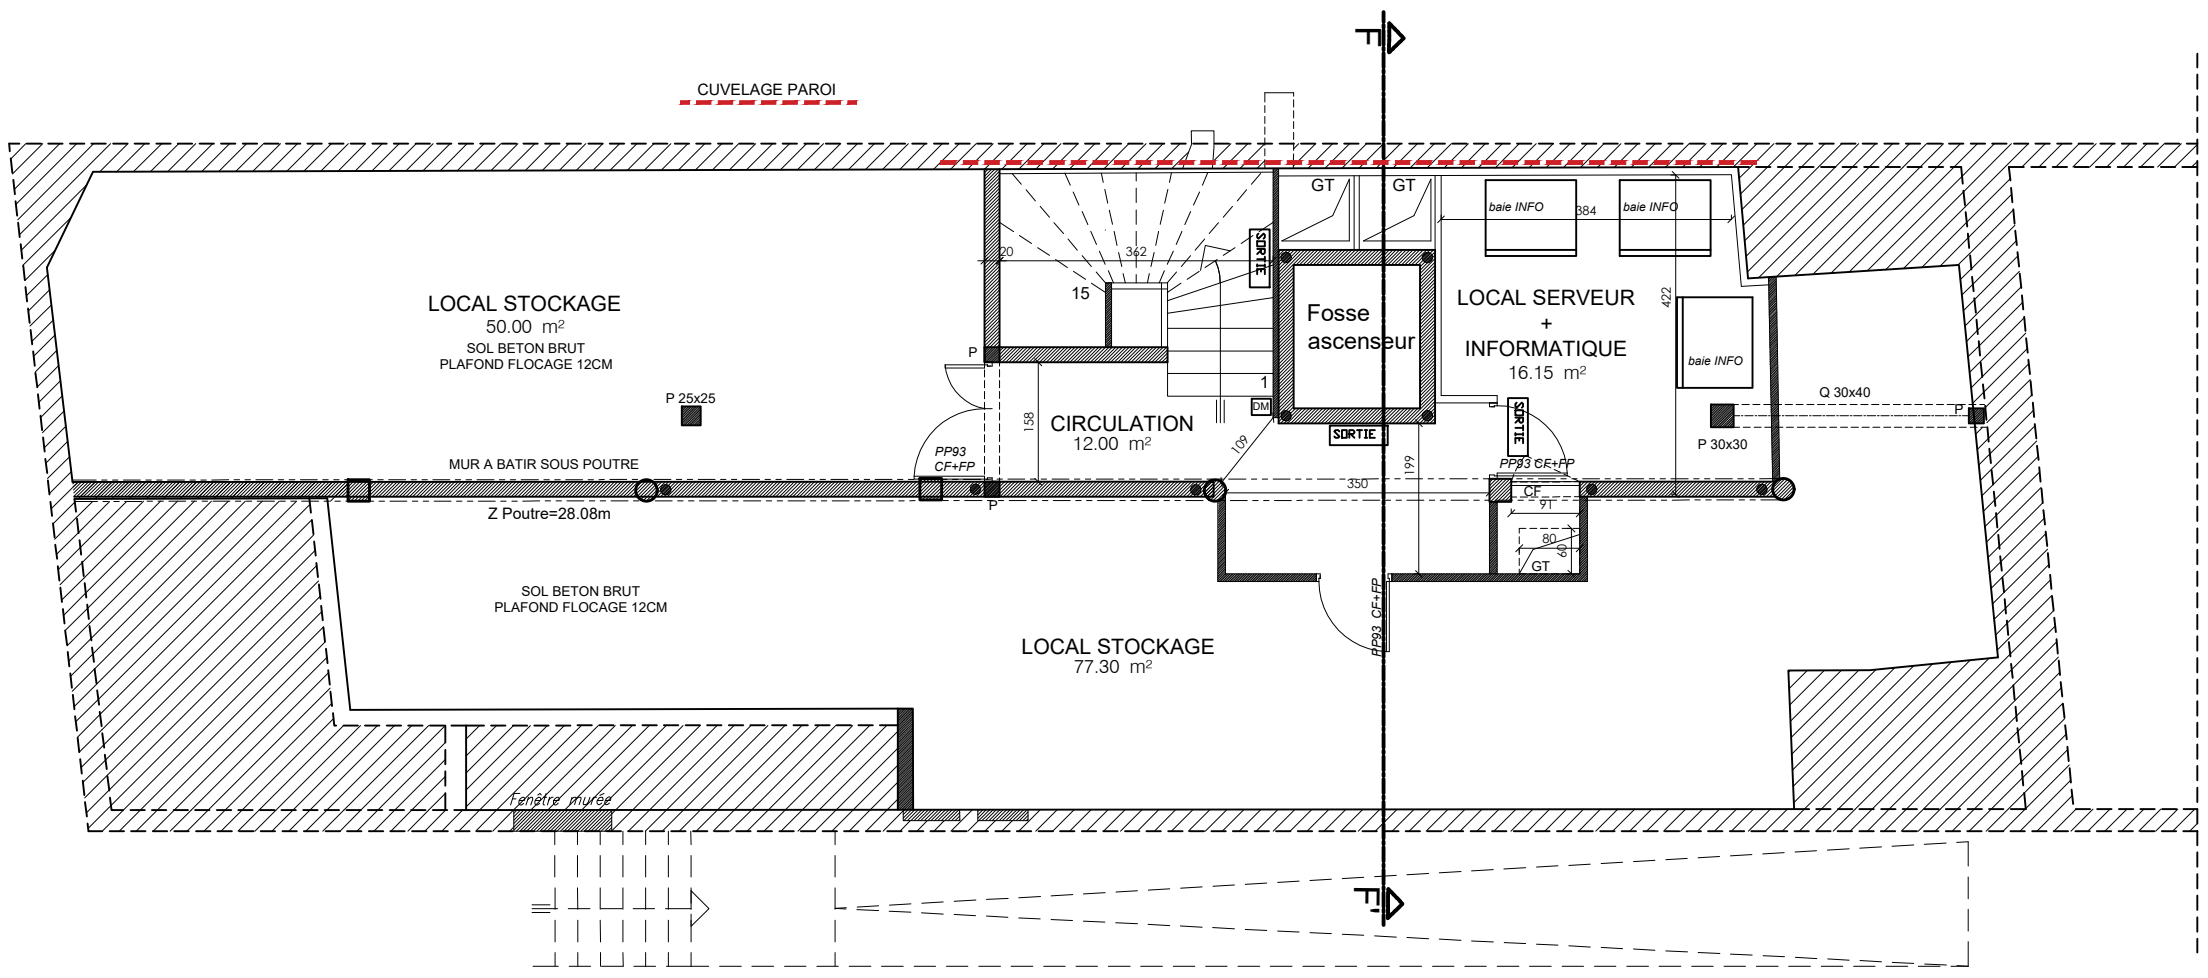 F
CUVELAGE PAROI
GT
GT
baie INFO
384
baie INFO
SORTIE
20
362
15
422
LOCAL STOCKAGE
50.00 m²
SOL BETON BRUT
PLAFOND FLOCAGE 12CM
Fosse
ascenseur
LOCAL SERVEUR
+
INFORMATIQUE
16.15 m²
baie INFO
P
1
DM
P 25x25
158
CIRCULATION
12.00 m²
109
SORTIE
SORTIE
Q 30x40
P
P 30x30
MUR A BATIR SOUS POUTRE
PP93
CF+FP
199
PP93 CF+FP
350
CF
91
Z Poutre=28.08m
P
80
60
GT
SOL BETON BRUT
PLAFOND FLOCAGE 12CM
PP93 CF+FP
LOCAL STOCKAGE
77.30 m²
Fenêtre murée
F'